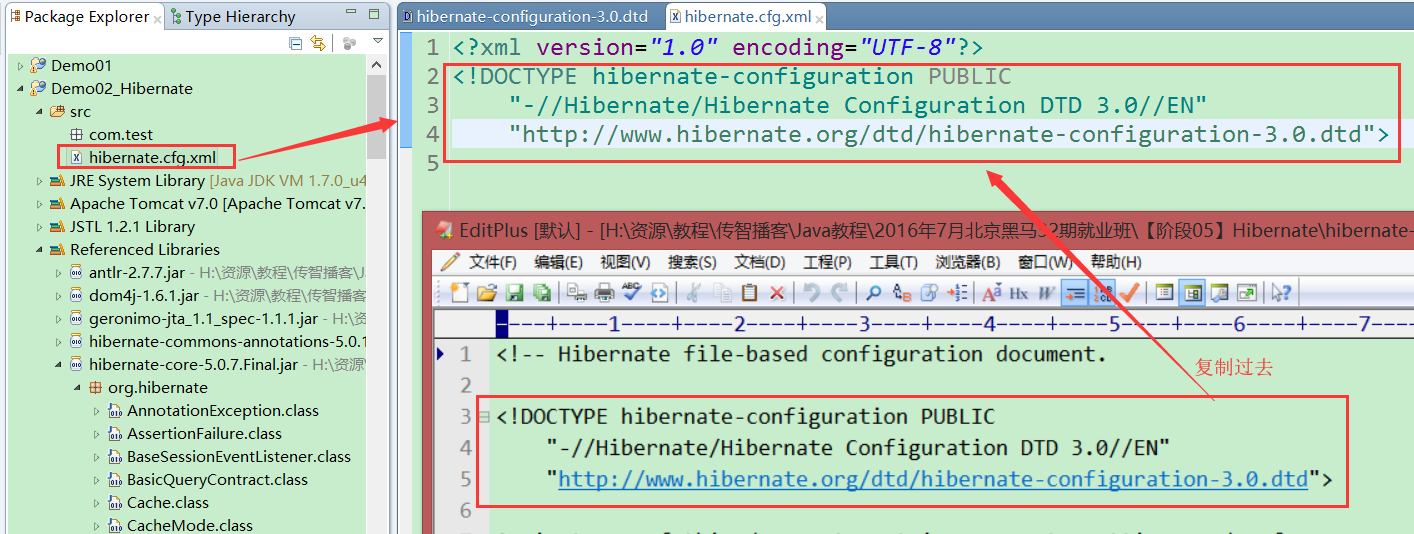 Package Explorer
Type Hierarchy
Demo01
Demo02_Hibernate
src
com.test
hibernate.cfg.xml
JRE System Library [Java JDK VM 1.7.0_u4
Apache Tomcat v7.0 [Apache Tomcat v7.
JSTL 1.2.1 Library
Referenced Libraries
antlr-2.7.7.jar - H:\资源\教程\传智播客\J
dom4j-1.6.1.jar - H:\资源\教程\传智播客
geronimo-jta_1.1_spec-1.1.1.jar - H:\资
hibernate-commons-annotations-5.0.1
hibernate-core-5.0.7.Final.jar - H:\资源
org.hibernate
AnnotationException.class
AssertionFailure.class
BaseSessionEventListener.class
BasicQueryContract.class
Cache.class
CacheMode.class
hibernate-configuration-3.0.dtd
hibernate.cfg.xml
1 <?xml version="1.0" encoding="UTF-8"?>
2 <!DOCTYPE hibernate-configuration PUBLIC
3 "-//Hibernate/Hibernate Configuration DTD 3.0//EN"
4 "http://www.hibernate.org/dtd/hibernate-configuration-3.0.dtd">
5
EditPlus [默认] - [H:\资源\教程\传智播客\Java教程\2016年7月北京黑马32期就业班\【阶段05】Hibernate\hibernate-
文件(F) 编辑(E) 视图(V) 搜索(S) 文档(D) 工程(P) 工具(T) 浏览器(B) 窗口(W) 帮助(H)
----+----1----+----2----+----3----+----4----+----5----+----6----+----7--
1 <!-- Hibernate file-based configuration document.
2
3 <!DOCTYPE hibernate-configuration PUBLIC
4 "-//Hibernate/Hibernate Configuration DTD 3.0//EN"
5 "http://www.hibernate.org/dtd/hibernate-configuration-3.0.dtd">
6
复制过去